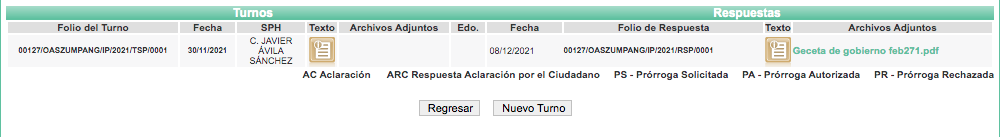 Turnos Respuestas
Folio del Turno Fecha SPH Texto Archivos Adjuntos Edo. Fecha Folio de Respuesta Texto Archivos Adjuntos
00127/OASZUMPANG/IP/2021/TSP/0001 30/11/2021 C. JAVIER ÁVILA SÁNCHEZ 08/12/2021 00127/OASZUMPANG/IP/2021/RSP/0001 Geceta de gobierno feb271.pdf
AC Aclaración ARC Respuesta Aclaración por el Ciudadano PS - Prórroga Solicitada PA - Prórroga Autorizada PR - Prórroga Rechazada
Regresar Nuevo Turno